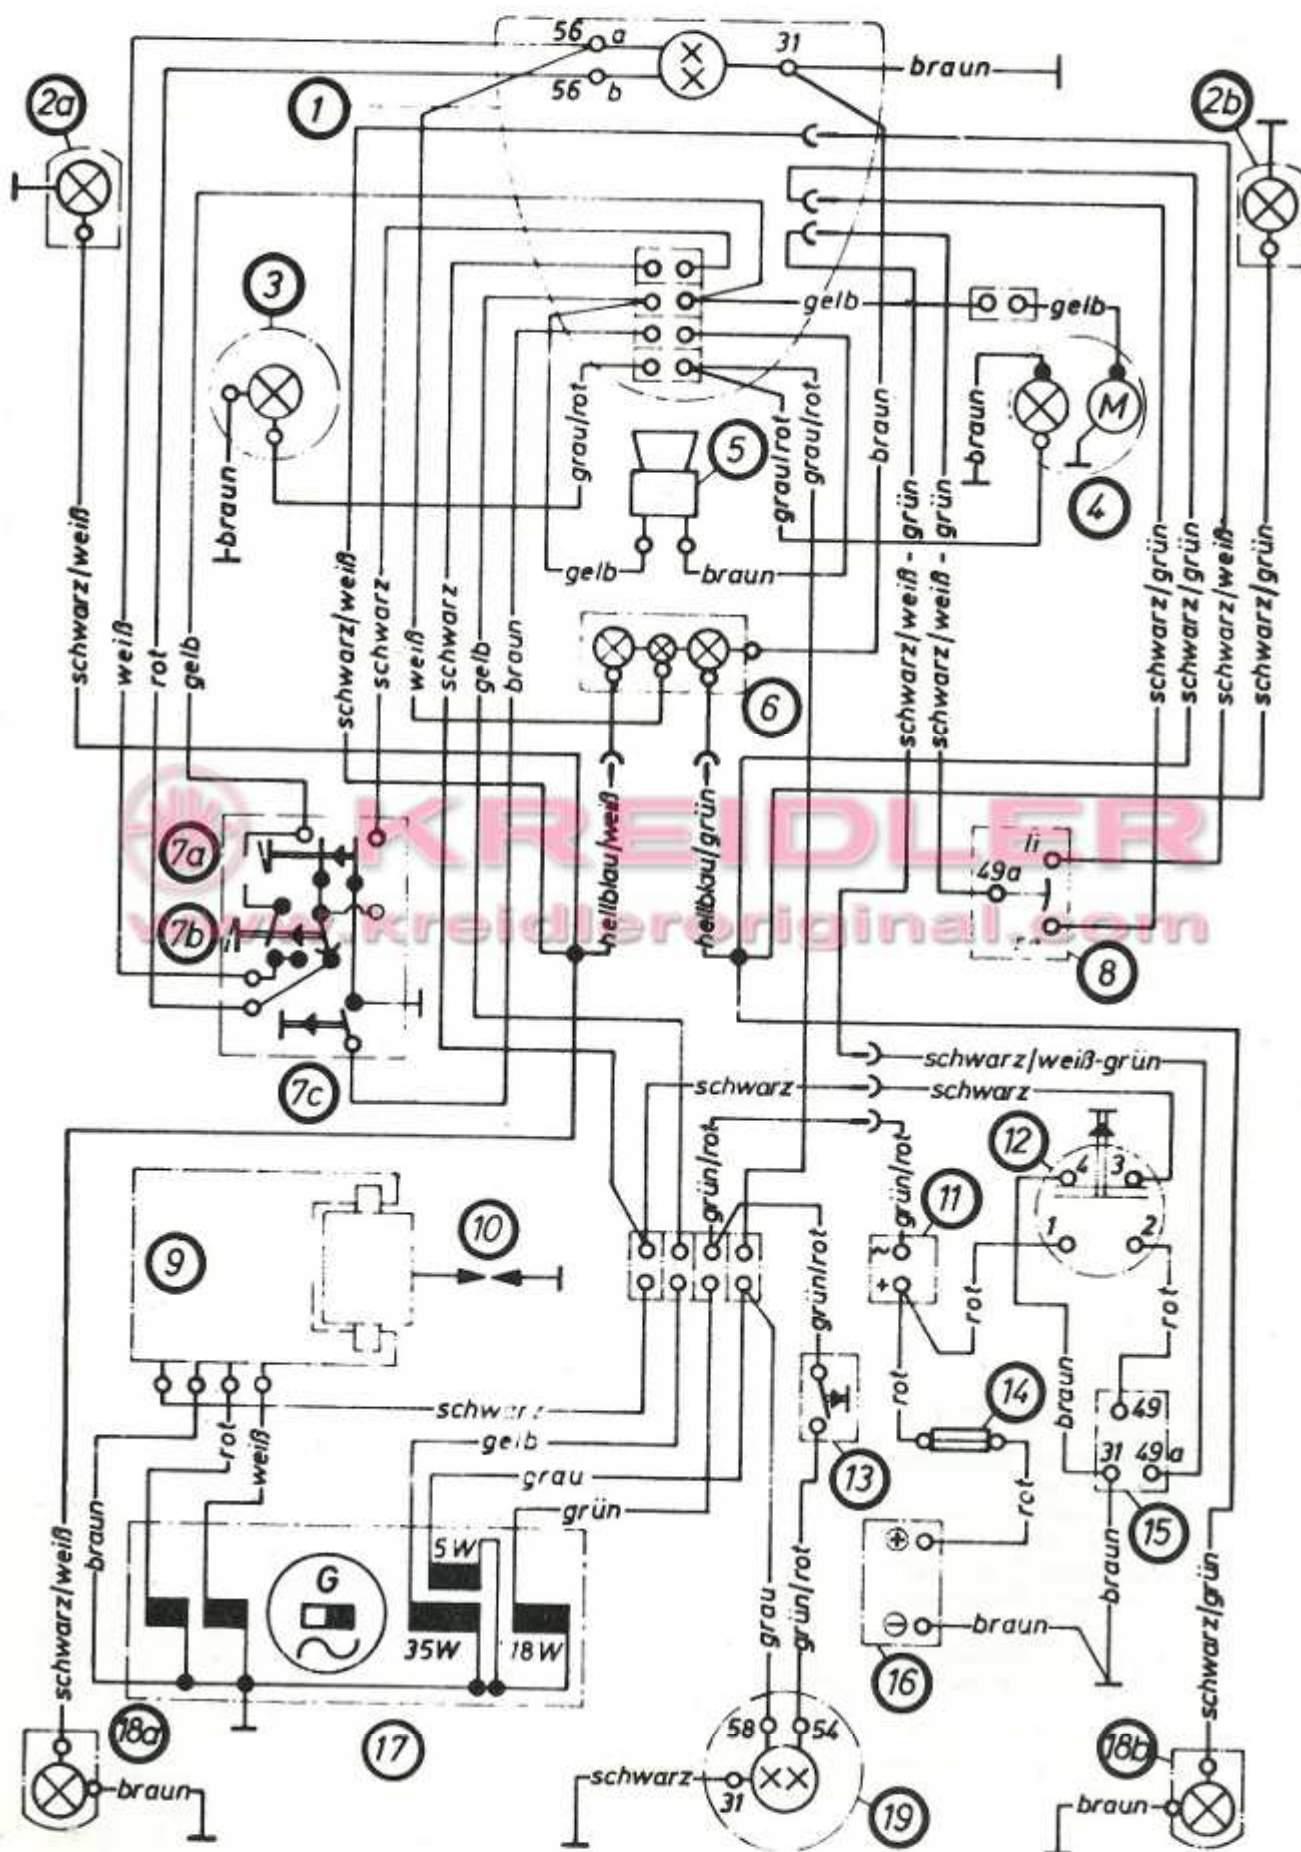 56 a
31
braun
56 b
1
2a
2b
3
gelb
gelb
4
M
braun
braun
grau/rot
grau/rot
grau/rot
braun
5
gelb
braun
6
schwarz/weiß
weiß
rot
gelb
schwarz/weiß
schwarz
weiß
schwarz
gelb
braun
schwarz/weiß-grün
schwarz/weiß-grün
schwarz/grün
schwarz/grün
schwarz/weiß
schwarz/grün
KREIDLER
www.kreidleroriginal.com
7a
7b
7c
hellblau/weiß
hellblau/grün
li
49a
8
schwarz/weiß-grün
schwarz
schwarz
grün/rot
grün/rot
12
4
3
1
2
11
~
+
9
10
grün/rot
rot
rot
rot
braun
14
13
49
31
49 a
15
rot
schwarz
gelb
grau
grün
rot
weiß
braun
schwarz/weiß
G
5 W
35 W
18 W
grau
grün/rot
+
−
braun
16
braun
schwarz/grün
18a
17
braun
58
54
schwarz
31
19
18b
braun